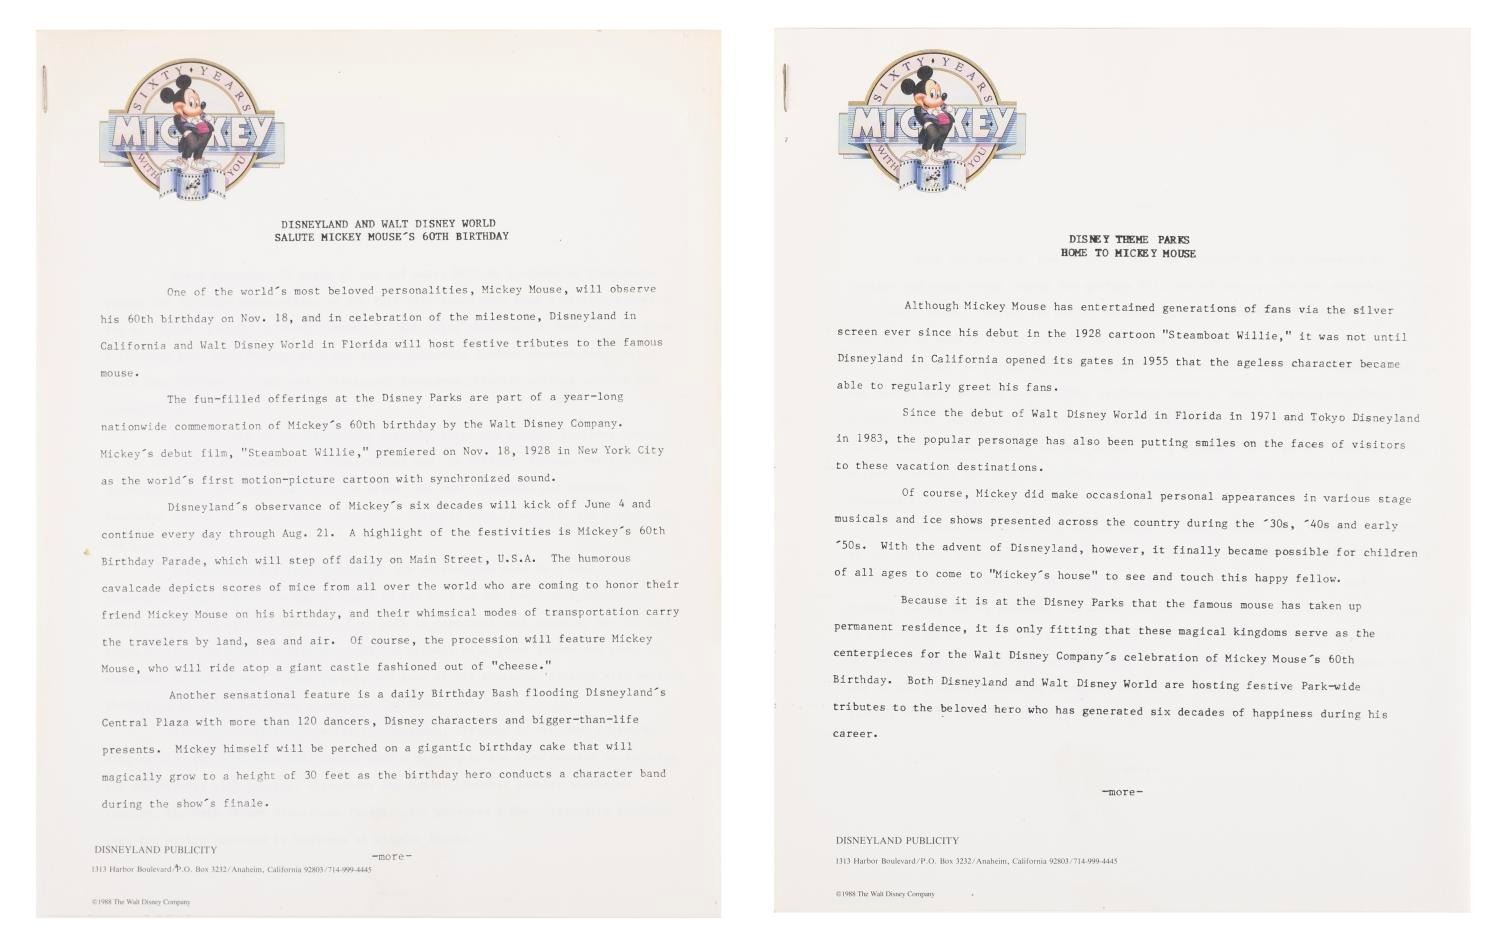 SIXTY • YEARS
MICKEY
WITH YOU
DISNEYLAND AND WALT DISNEY WORLD
SALUTE MICKEY MOUSE´S 60TH BIRTHDAY
One of the world´s most beloved personalities, Mickey Mouse, will observe
his 60th birthday on Nov. 18, and in celebration of the milestone, Disneyland in
California and Walt Disney World in Florida will host festive tributes to the famous
mouse.
The fun-filled offerings at the Disney Parks are part of a year-long
nationwide commemoration of Mickey´s 60th birthday by the Walt Disney Company.
Mickey´s debut film, "Steamboat Willie," premiered on Nov. 18, 1928 in New York City
as the world´s first motion-picture cartoon with synchronized sound.
Disneyland´s observance of Mickey´s six decades will kick off June 4 and
continue every day through Aug. 21. A highlight of the festivities is Mickey´s 60th
Birthday Parade, which will step off daily on Main Street, U.S.A. The humorous
cavalcade depicts scores of mice from all over the world who are coming to honor their
friend Mickey Mouse on his birthday, and their whimsical modes of transportation carry
the travelers by land, sea and air. Of course, the procession will feature Mickey
Mouse, who will ride atop a giant castle fashioned out of "cheese."
Another sensational feature is a daily Birthday Bash flooding Disneyland´s
Central Plaza with more than 120 dancers, Disney characters and bigger-than-life
presents. Mickey himself will be perched on a gigantic birthday cake that will
magically grow to a height of 30 feet as the birthday hero conducts a character band
during the show´s finale.
-more-
DISNEYLAND PUBLICITY
1313 Harbor Boulevard/P.O. Box 3232/Anaheim, California 92803/714-999-4445
©1988 The Walt Disney Company
SIXTY • YEARS
MICKEY
WITH YOU
DISNEY THEME PARKS
HOME TO MICKEY MOUSE
Although Mickey Mouse has entertained generations of fans via the silver
screen ever since his debut in the 1928 cartoon "Steamboat Willie," it was not until
Disneyland in California opened its gates in 1955 that the ageless character became
able to regularly greet his fans.
Since the debut of Walt Disney World in Florida in 1971 and Tokyo Disneyland
in 1983, the popular personage has also been putting smiles on the faces of visitors
to these vacation destinations.
Of course, Mickey did make occasional personal appearances in various stage
musicals and ice shows presented across the country during the ´30s, ´40s and early
´50s. With the advent of Disneyland, however, it finally became possible for children
of all ages to come to "Mickey´s house" to see and touch this happy fellow.
Because it is at the Disney Parks that the famous mouse has taken up
permanent residence, it is only fitting that these magical kingdoms serve as the
centerpieces for the Walt Disney Company´s celebration of Mickey Mouse´s 60th
Birthday. Both Disneyland and Walt Disney World are hosting festive Park-wide
tributes to the beloved hero who has generated six decades of happiness during his
career.
-more-
DISNEYLAND PUBLICITY
1313 Harbor Boulevard/P.O. Box 3232/Anaheim, California 92803/714-999-4445
©1988 The Walt Disney Company